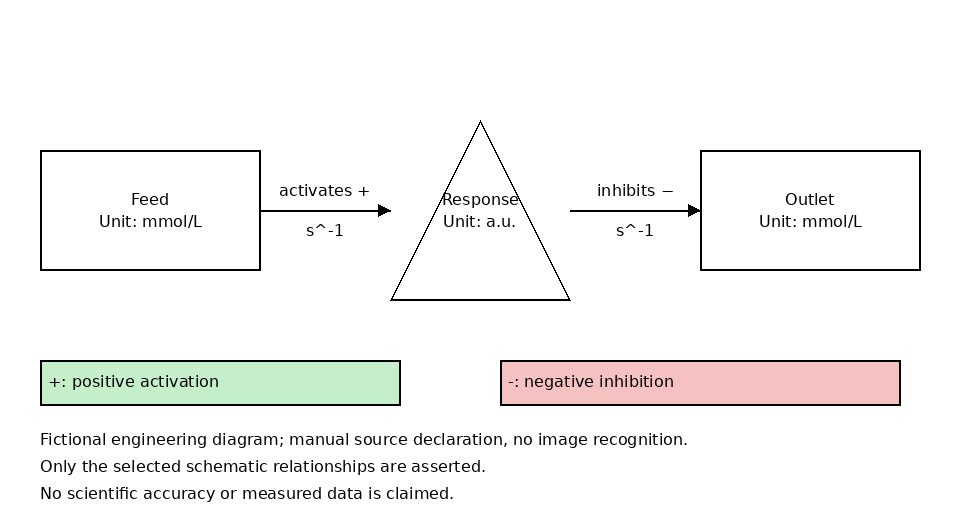 Feed
Unit: mmol/L
activates +
s^-1
Response
Unit: a.u.
inhibits −
s^-1
Outlet
Unit: mmol/L
+: positive activation
-: negative inhibition
Fictional engineering diagram; manual source declaration, no image recognition.
Only the selected schematic relationships are asserted.
No scientific accuracy or measured data is claimed.